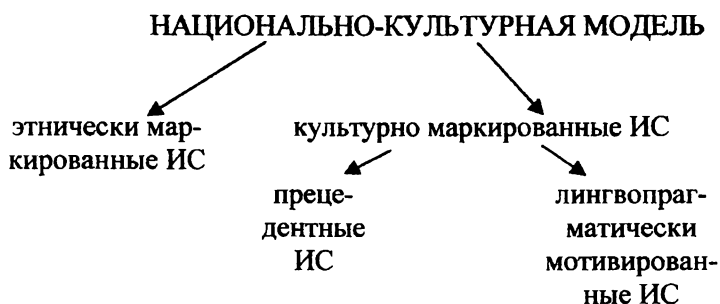 НАЦИОНАЛЬНО-КУЛЬТУРНАЯ МОДЕЛЬ
этнически мар-
кированные ИС
культурно маркированные ИС
преце-
дентные
ИС
лингвопраг-
матически
мотивирован-
ные ИС